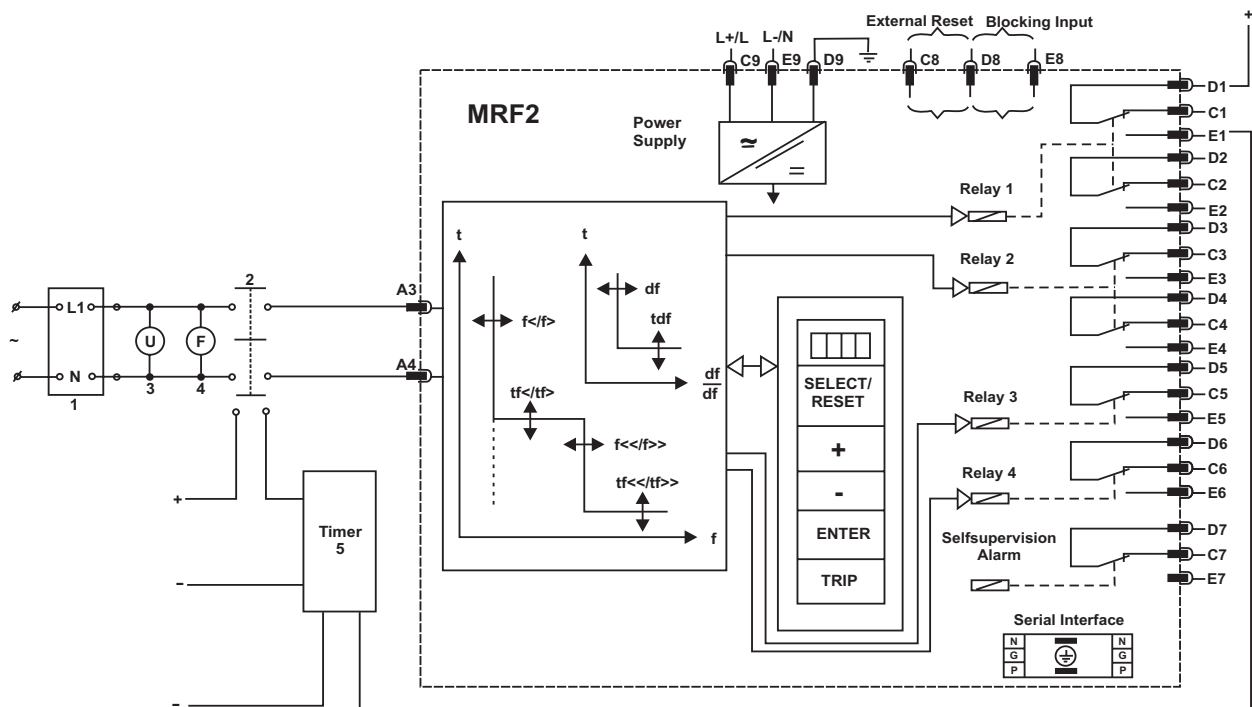 External Reset
Blocking Input
+
L+/L
L-/N
C9
E9
D9
C8
D8
E8
MRF2
Power
Supply
≂
=
D1
C1
E1
D2
C2
E2
D3
C3
E3
D4
C4
E4
D5
C5
E5
D6
C6
E6
D7
C7
E7
Relay 1
Relay 2
Relay 3
Relay 4
Selfsupervision
Alarm
t
t
df
tdf
f</f>
df
df
tf</tf>
f<</f>>
tf<</tf>>
f
SELECT/
RESET
+
-
ENTER
TRIP
2
A3
L1
~
U
F
N
A4
1
3
4
+
-
Timer
5
-
Serial Interface
N
G
P
N
G
P